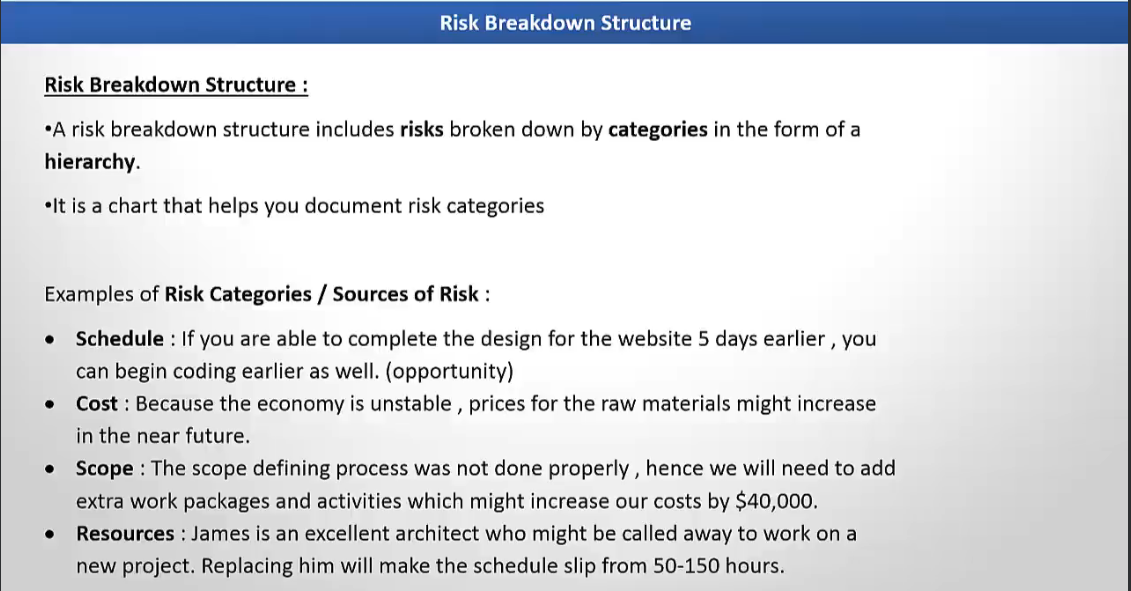 Risk Breakdown Structure
Risk Breakdown Structure :
•A risk breakdown structure includes risks broken down by categories in the form of a
hierarchy.
•It is a chart that helps you document risk categories
Examples of Risk Categories / Sources of Risk :
• Schedule : If you are able to complete the design for the website 5 days earlier , you
can begin coding earlier as well. (opportunity)
• Cost : Because the economy is unstable , prices for the raw materials might increase
in the near future.
• Scope : The scope defining process was not done properly , hence we will need to add
extra work packages and activities which might increase our costs by $40,000.
• Resources : James is an excellent architect who might be called away to work on a
new project. Replacing him will make the schedule slip from 50-150 hours.